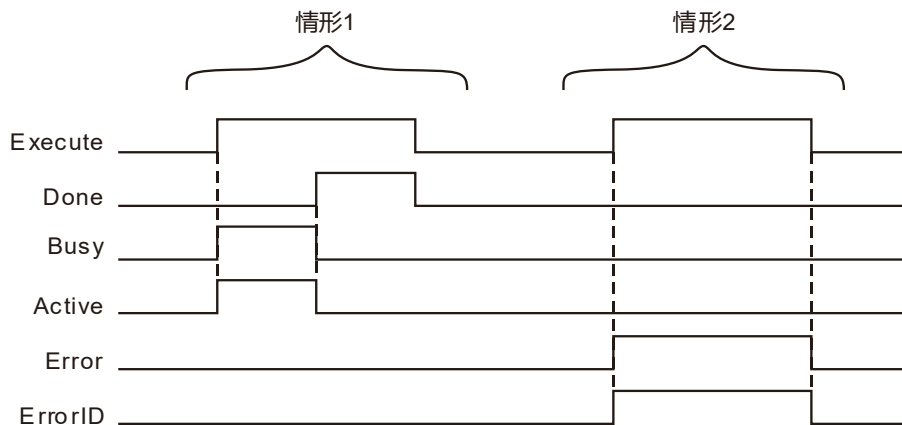 情形1
情形2
Execute
Done
Busy
Active
Error
ErrorID